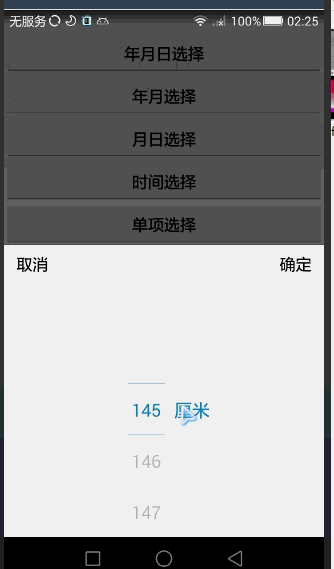 无服务 100% 02:25
年月日选择
年月选择
月日选择
时间选择
单项选择
取消 确定
145 厘米
146
147